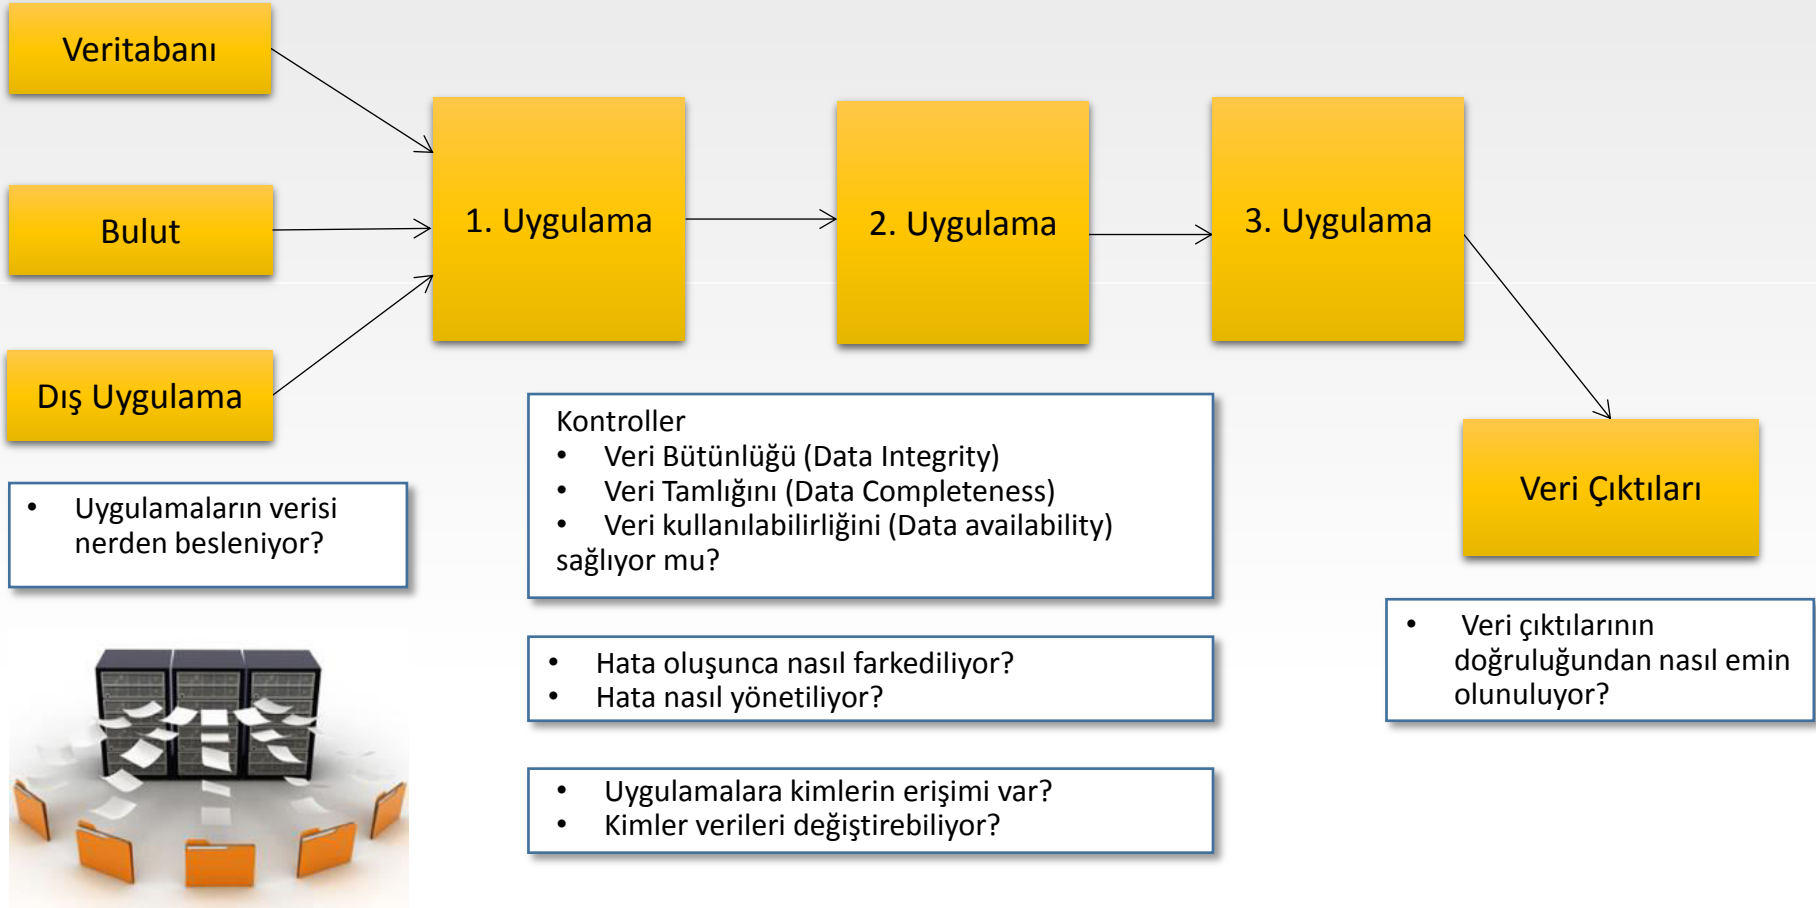 Veritabanı
Bulut
Dış Uygulama
1. Uygulama
2. Uygulama
3. Uygulama
Veri Çıktıları
• Uygulamaların verisi
nerden besleniyor?
Kontroller
• Veri Bütünlüğü (Data Integrity)
• Veri Tamlığını (Data Completeness)
• Veri kullanılabilirliğini (Data availability)
sağlıyor mu?
• Hata oluşunca nasıl farkediliyor?
• Hata nasıl yönetiliyor?
• Uygulamalara kimlerin erişimi var?
• Kimler verileri değiştirebiliyor?
• Veri çıktılarının
doğruluğundan nasıl emin
olunuluyor?